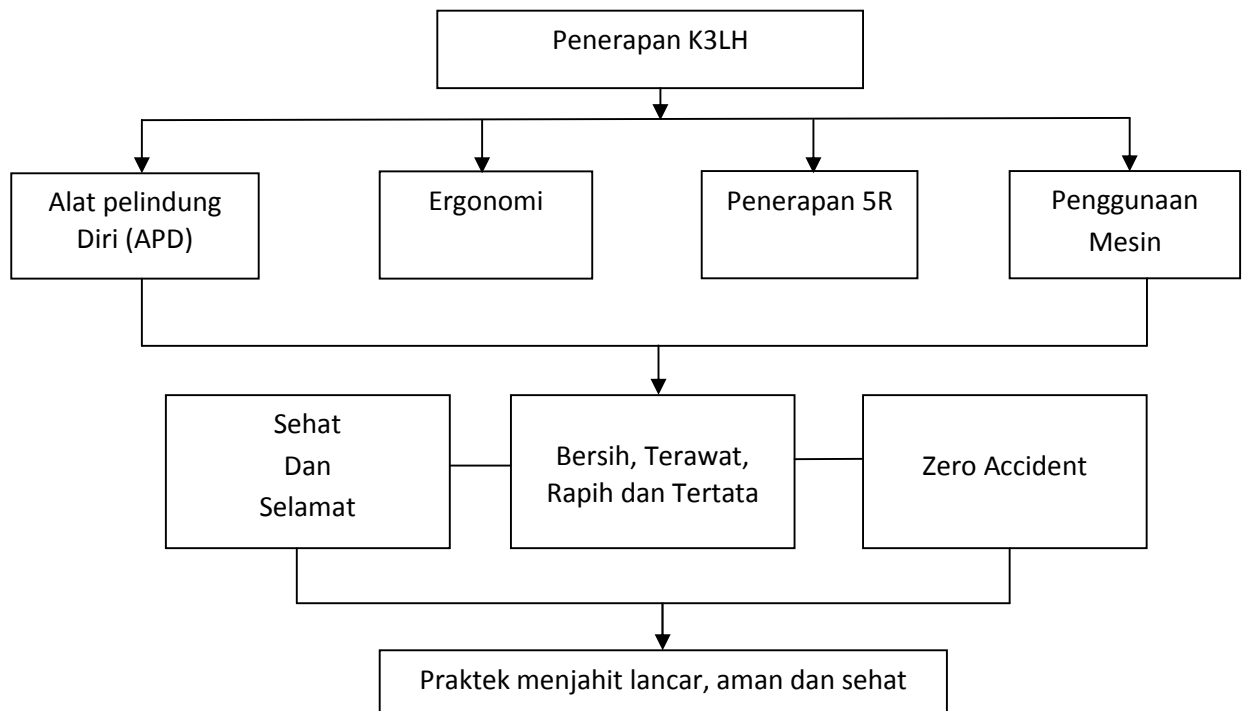 Penerapan K3LH
Alat pelindung
Diri (APD)
Ergonomi
Penerapan 5R
Penggunaan
Mesin
Sehat
Dan
Selamat
Bersih, Terawat,
Rapih dan Tertata
Zero Accident
Praktek menjahit lancar, aman dan sehat